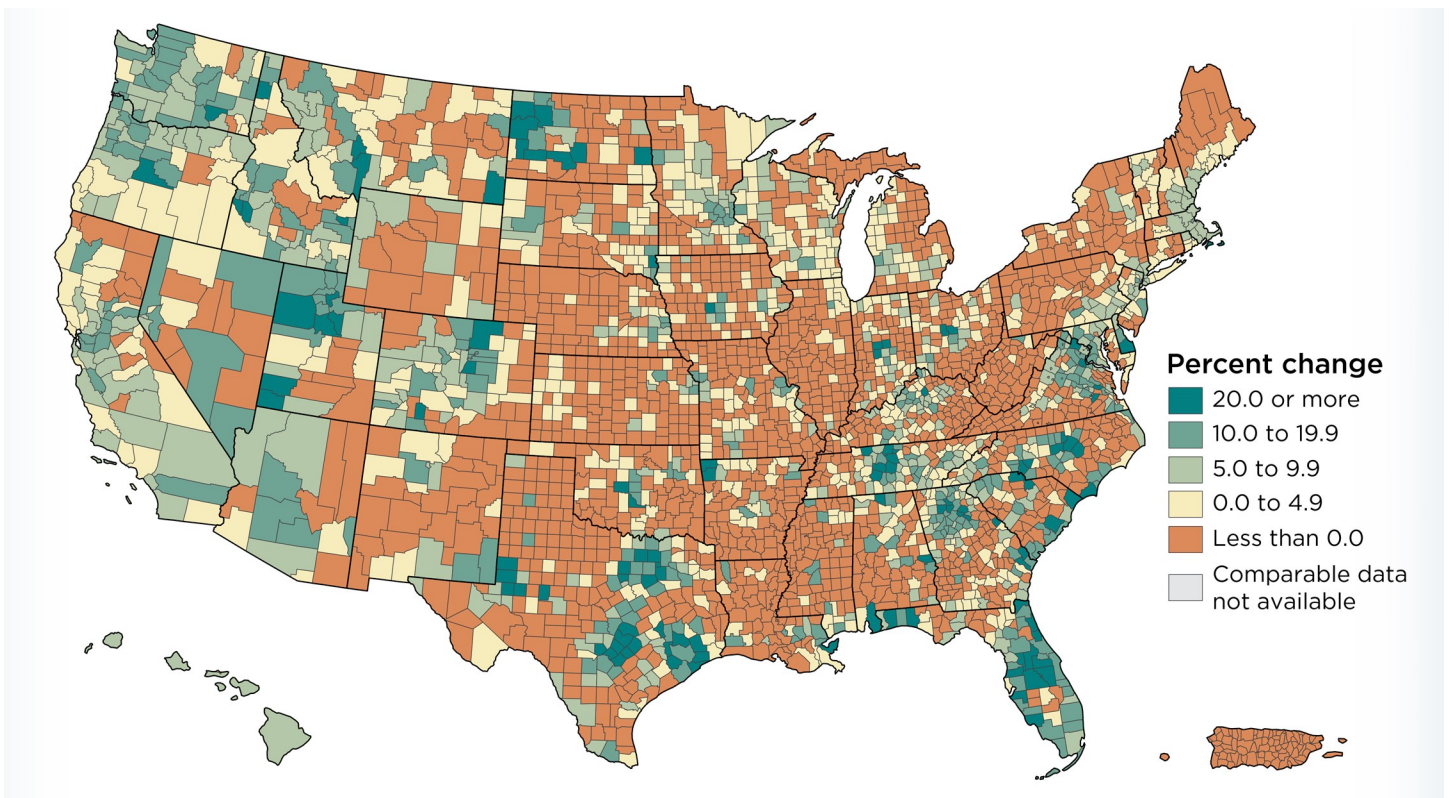 Percent change
20.0 or more
10.0 to 19.9
5.0 to 9.9
0.0 to 4.9
Less than 0.0
Comparable data
not available